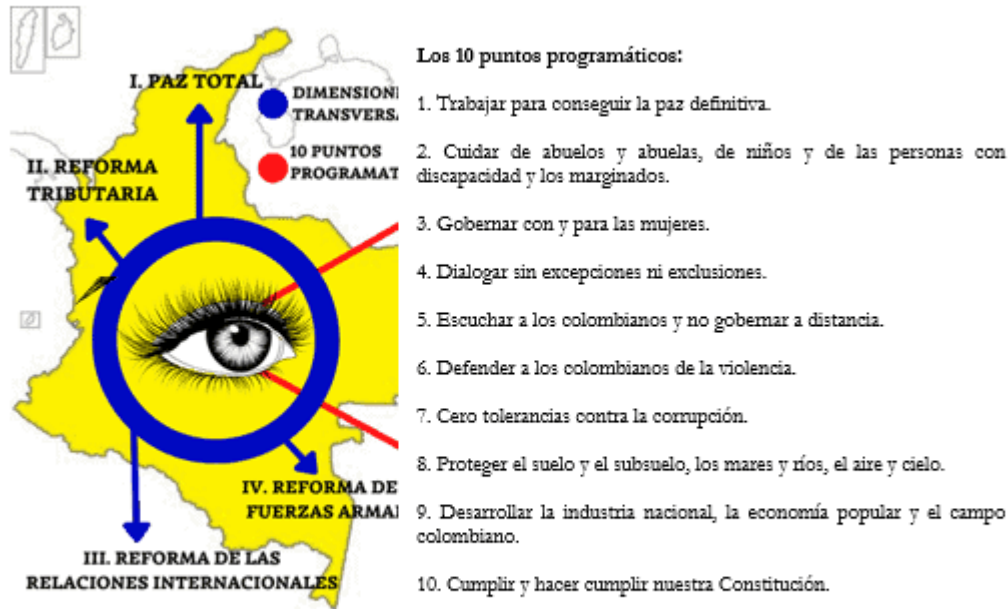 I. PAZ TOTAL
DIMENSIONI
TRANSVERSA
10 PUNTOS
PROGRAMAT
II. REFORMA
TRIBUTARIA
IV. REFORMA DE
FUERZAS ARMAI
III. REFORMA DE LAS
RELACIONES INTERNACIONALES
Los 10 puntos programáticos:
1. Trabajar para conseguir la paz definitiva.
2. Cuidar de abuelos y abuelas, de niños y de las personas con
discapacidad y los marginados.
3. Gobernar con y para las mujeres.
4. Dialogar sin excepciones ni exclusiones.
5. Escuchar a los colombianos y no gobernar a distancia.
6. Defender a los colombianos de la violencia.
7. Cero tolerancias contra la corrupción.
8. Proteger el suelo y el subsuelo, los mares y ríos, el aire y cielo.
9. Desarrollar la industria nacional, la economía popular y el campo
colombiano.
10. Cumplir y hacer cumplir nuestra Constitución.